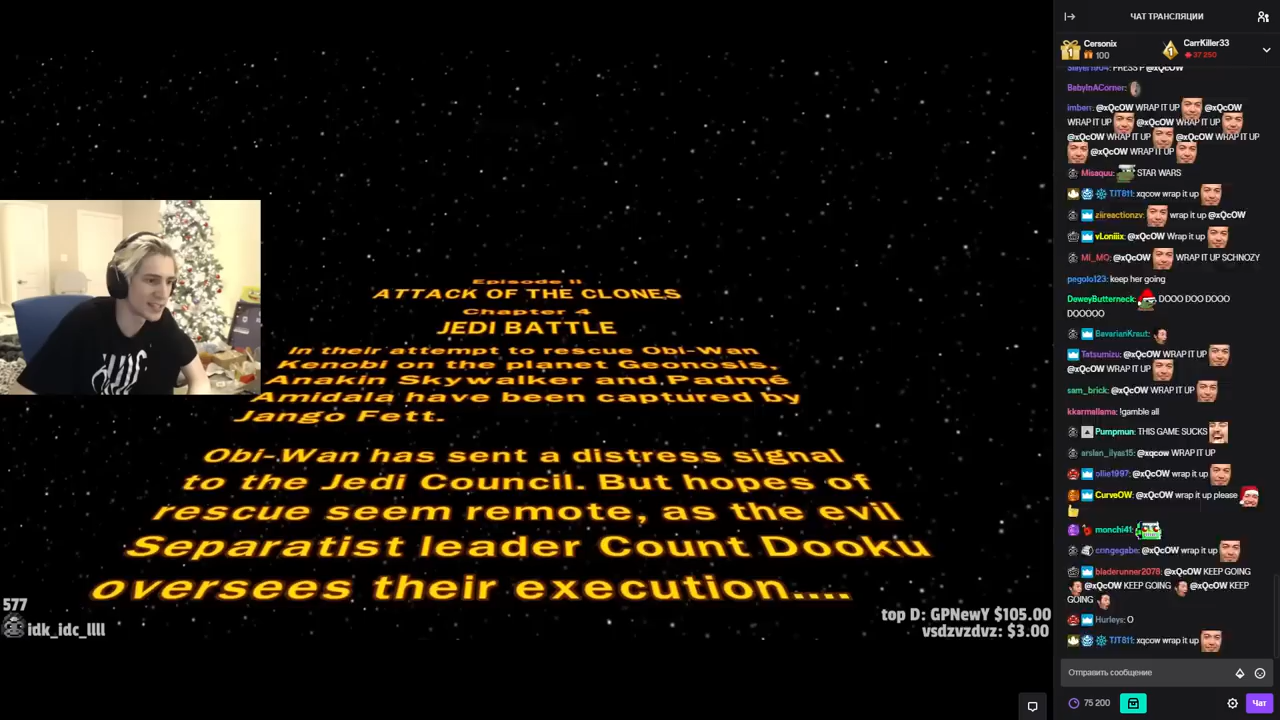 Episode II
ATTACK OF THE CLONES
Chapter 4
JEDI BATTLE
In their attempt to rescue Obi-Wan
Kenobi on the planet Geonosis,
Anakin Skywalker and Padmé
Amidala have been captured by
Jango Fett.
Obi-Wan has sent a distress signal
to the Jedi Council. But hopes of
rescue seem remote, as the evil
Separatist leader Count Dooku
oversees their execution....
577
idk_idc_llll
top D: GPNewY $105.00
vsdzvzdvz: $3.00
ЧАТ ТРАНСЛЯЦИИ
Cersonix
100
CarrKiller33
37 250
PRESS P @xQcOW
BabyInACorner:
imberr: @xQcOW WRAP IT UP @xQcOW
WRAP IT UP @xQcOW WRAP IT UP
@xQcOW WRAP IT UP @xQcOW WRAP IT UP
@xQcOW WRAP IT UP
Misaquu: STAR WARS
TJT811: xqcow wrap it up
ziireactionzv: wrap it up @xQcOW
vLoniiix: @xQcOW Wrap it up
MI_MO: @xQcOW WRAP IT UP SCHNOZY
pegolo123: keep her going
DeweyButterneck: DOOO DOO DOOO
DOOOOO
BavarianKraut:
Tatsumizu: @xQcOW WRAP IT UP
@xQcOW WRAP IT UP
sam_brick: @xQcOW WRAP IT UP
kkarmallama: !gamble all
Pumpmun: THIS GAME SUCKS
arslan_ilyas15: @xqcow WRAP IT UP
ollie1997: @xQcOW wrap it up
CurveOW: @xQcOW wrap it up please
monchi41:
@xQcOW wrap it up
bladerunner2078: @xQcOW KEEP GOING
@xQcOW KEEP GOING @xQcOW KEEP
GOING
Hurleys: O
TJT811: xqcow wrap it up
Отправить сообщение
75 200
Чат